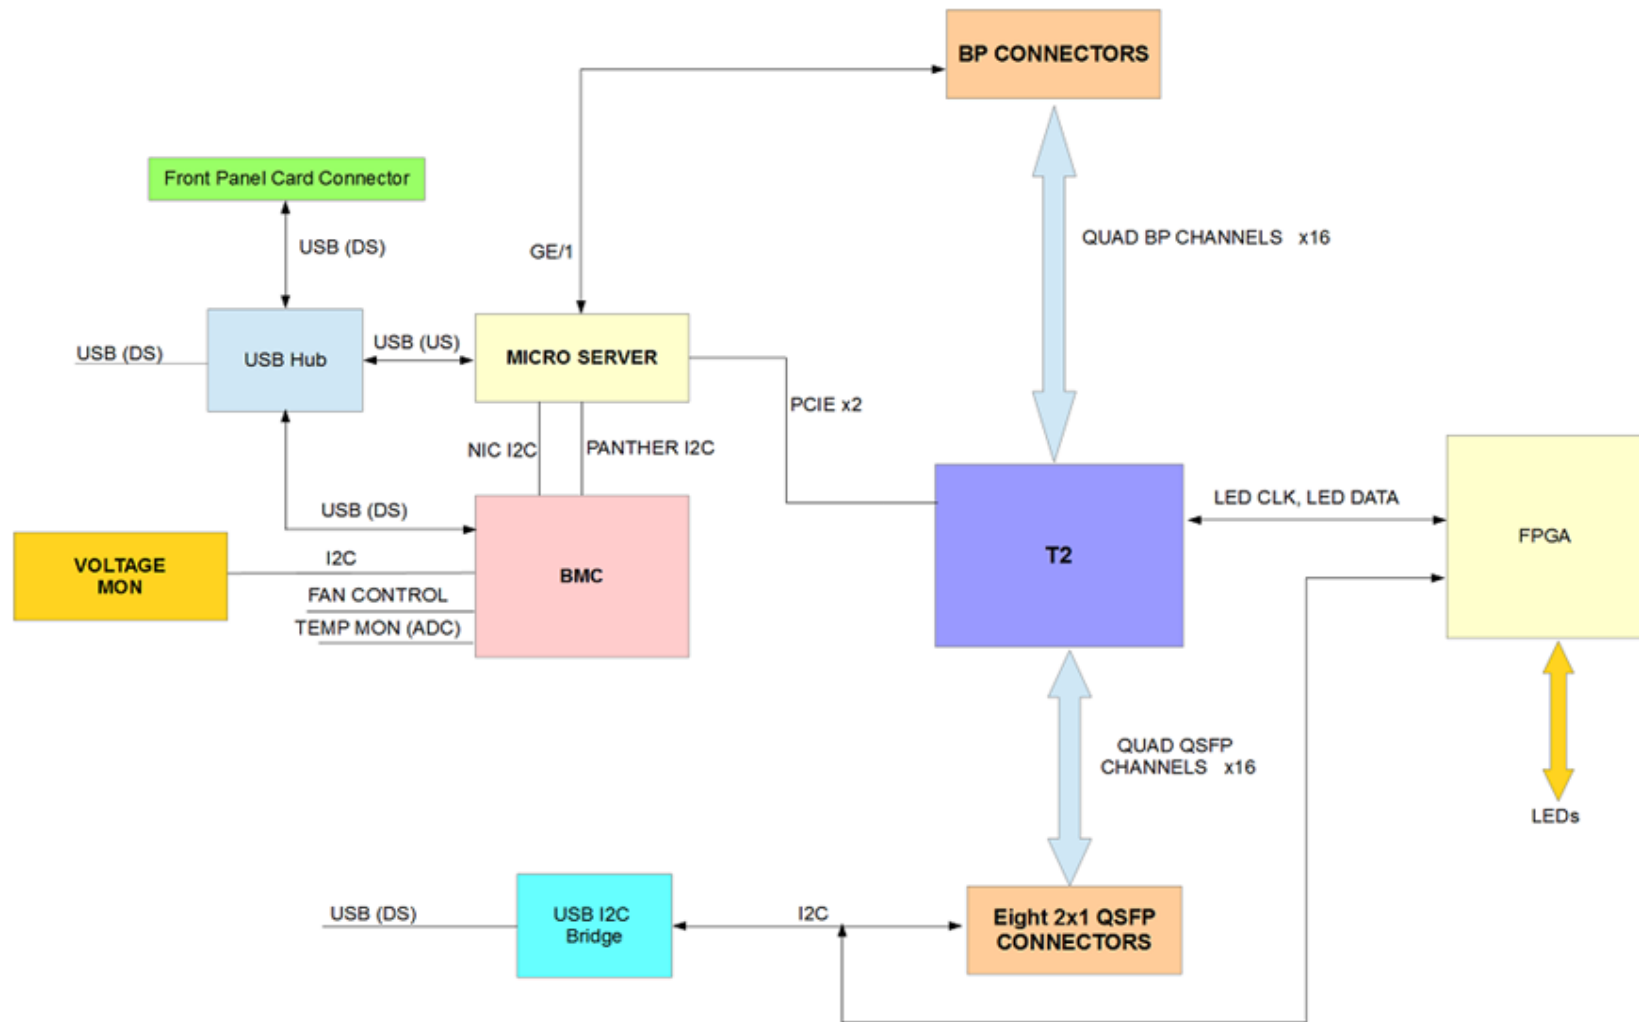 BP CONNECTORS
Front Panel Card Connector
USB (DS)
GE/1
QUAD BP CHANNELS x16
USB (DS)
USB Hub
USB (US)
MICRO SERVER
PCIE x2
NIC I2C
PANTHER I2C
USB (DS)
LED CLK, LED DATA
FPGA
VOLTAGE
MON
I2C
BMC
T2
FAN CONTROL
TEMP MON (ADC)
QUAD QSFP
CHANNELS x16
LEDs
USB (DS)
USB I2C
Bridge
I2C
Eight 2x1 QSFP
CONNECTORS